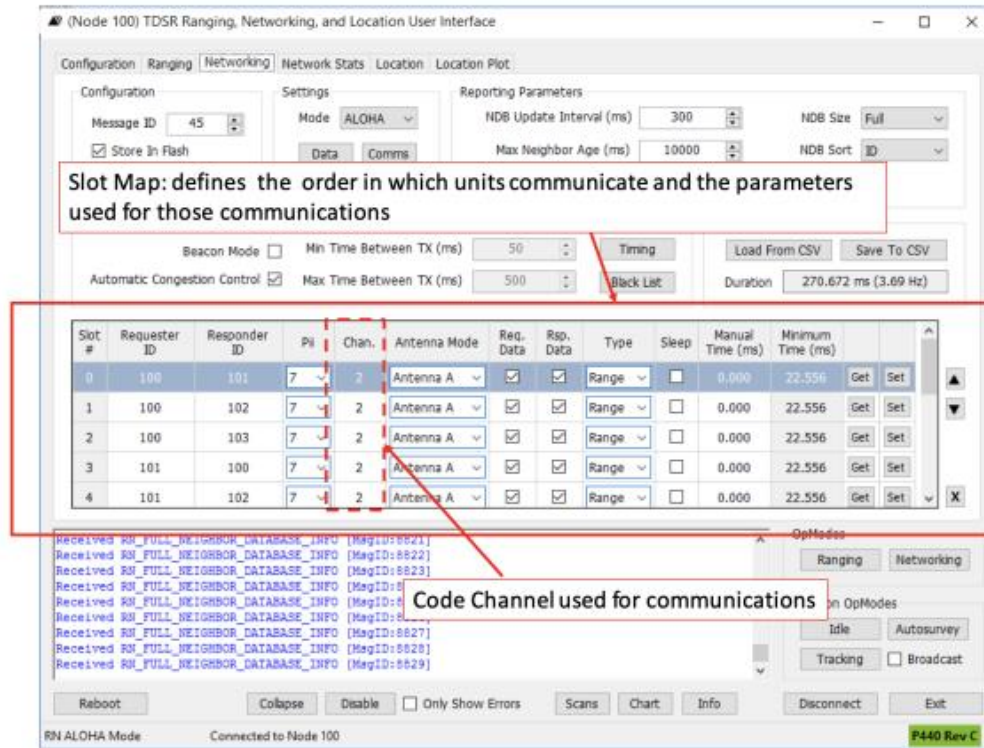 (Node 100) TDSR Ranging, Networking, and Location User Interface
Configuration Ranging Networking Network Stats Location Location Plot
Configuration
Settings
Reporting Parameters
Message ID 45
Mode ALOHA
NDB Update Interval (ms) 300
NDB Size Full
Store In Flash
Data Comms
Max Neighbor Age (ms) 10000
NDB Sort ID
Slot Map: defines the order in which units communicate and the parameters
used for those communications
Beacon Mode
Min Time Between TX (ms) 50
Timing
Load From CSV
Save To CSV
Automatic Congestion Control
Max Time Between TX (ms) 500
Black List
Duration 270.672 ms (3.69 Hz)
Slot # Requester ID Responder ID Pii Chan. Antenna Mode Req. Data Rsp. Data Type Sleep Manual Time (ms) Minimum Time (ms)
0 100 101 7 2 Antenna A Range 0.000 22.556 Get Set
1 100 102 7 2 Antenna A Range 0.000 22.556 Get Set
2 100 103 7 2 Antenna A Range 0.000 22.556 Get Set
3 101 100 7 2 Antenna A Range 0.000 22.556 Get Set
4 101 102 7 2 Antenna A Range 0.000 22.556 Get Set X
Received RN_FULL_NEIGHBOR_DATABASE_INFO [MsgID:8821]
Received RN_FULL_NEIGHBOR_DATABASE_INFO [MsgID:8822]
Received RN_FULL_NEIGHBOR_DATABASE_INFO [MsgID:8823]
Received RN_FULL_NEIGHBOR_DATABASE_INFO [MsgID:8
Received RN_FULL_NEIGHBOR_DATABASE_INFO [MsgID:8
Received RN_FULL_NEIGHBOR_DATABASE_INFO [MsgID:8
Received RN_FULL_NEIGHBOR_DATABASE_INFO [MsgID:8827]
Received RN_FULL_NEIGHBOR_DATABASE_INFO [MsgID:8828]
Received RN_FULL_NEIGHBOR_DATABASE_INFO [MsgID:8829]
Code Channel used for communications
OpModes
Ranging Networking
on OpModes
Idle Autosurvey
Tracking Broadcast
Reboot Collapse Disable Only Show Errors Scans Chart Info Disconnect Exit
RN ALOHA Mode Connected to Node 100 P440 Rev C